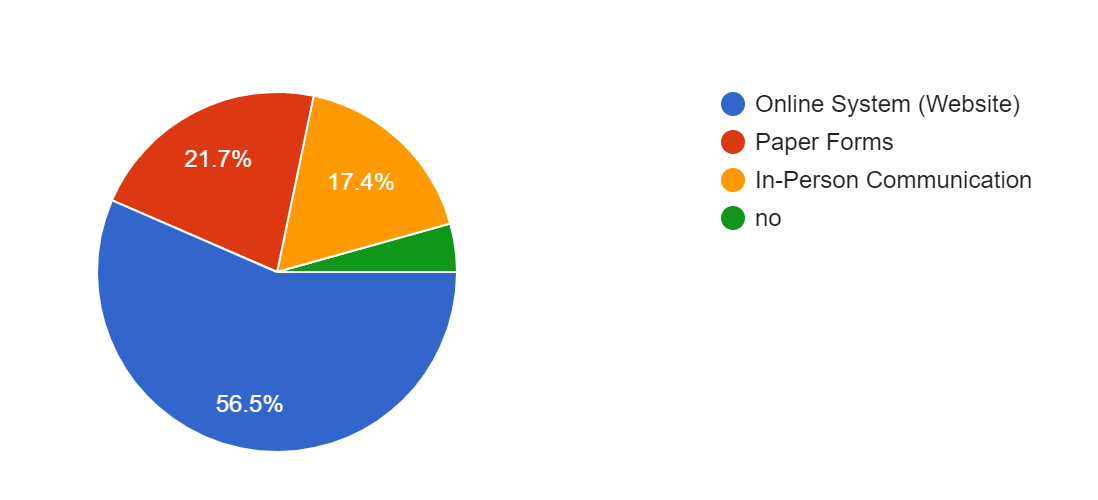 Online System (Website)
Paper Forms
In-Person Communication
no
21.7%
17.4%
56.5%